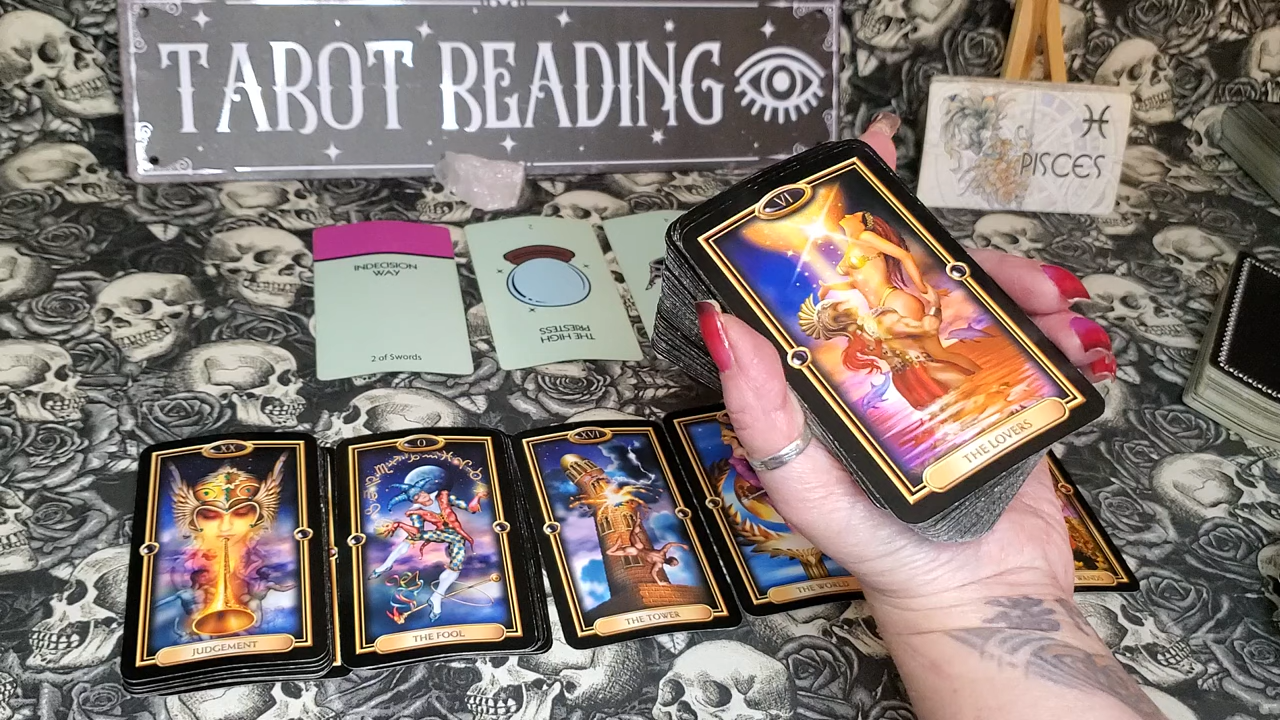 TAROT READING
♓
PISCES
VI
THE LOVERS
INDECISION
WAY
2 of Swords
2
THE HIGH
PRIESTESS
XX
JUDGEMENT
0
THE FOOL
XVI
THE TOWER
THE WORLD
WANDS